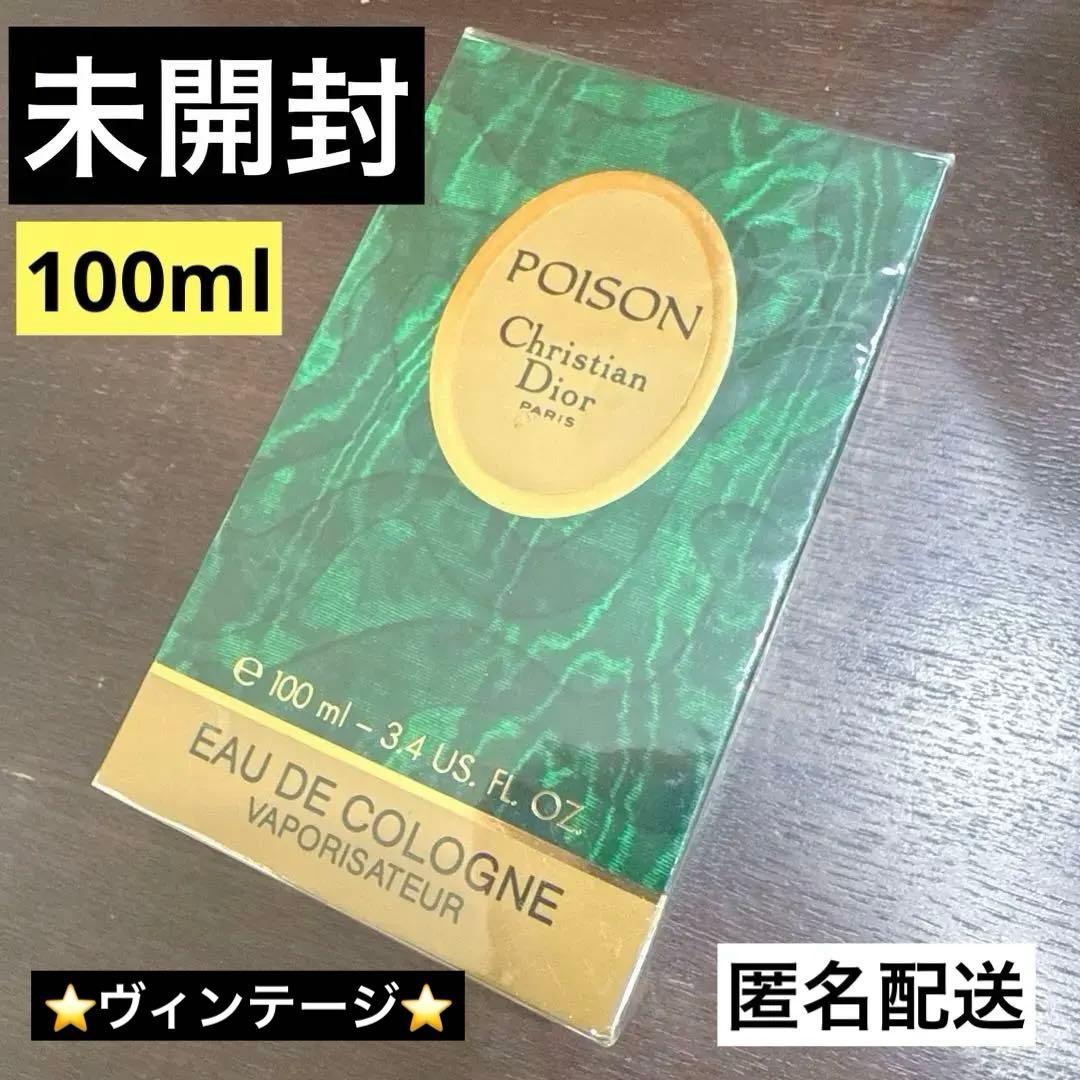 未開封
100ml
POISON
Christian
Dior
PARIS
℮ 100 ml – 3.4 US. FL. OZ.
EAU DE COLOGNE
VAPORISATEUR
⭐ヴィンテージ⭐
匿名配送